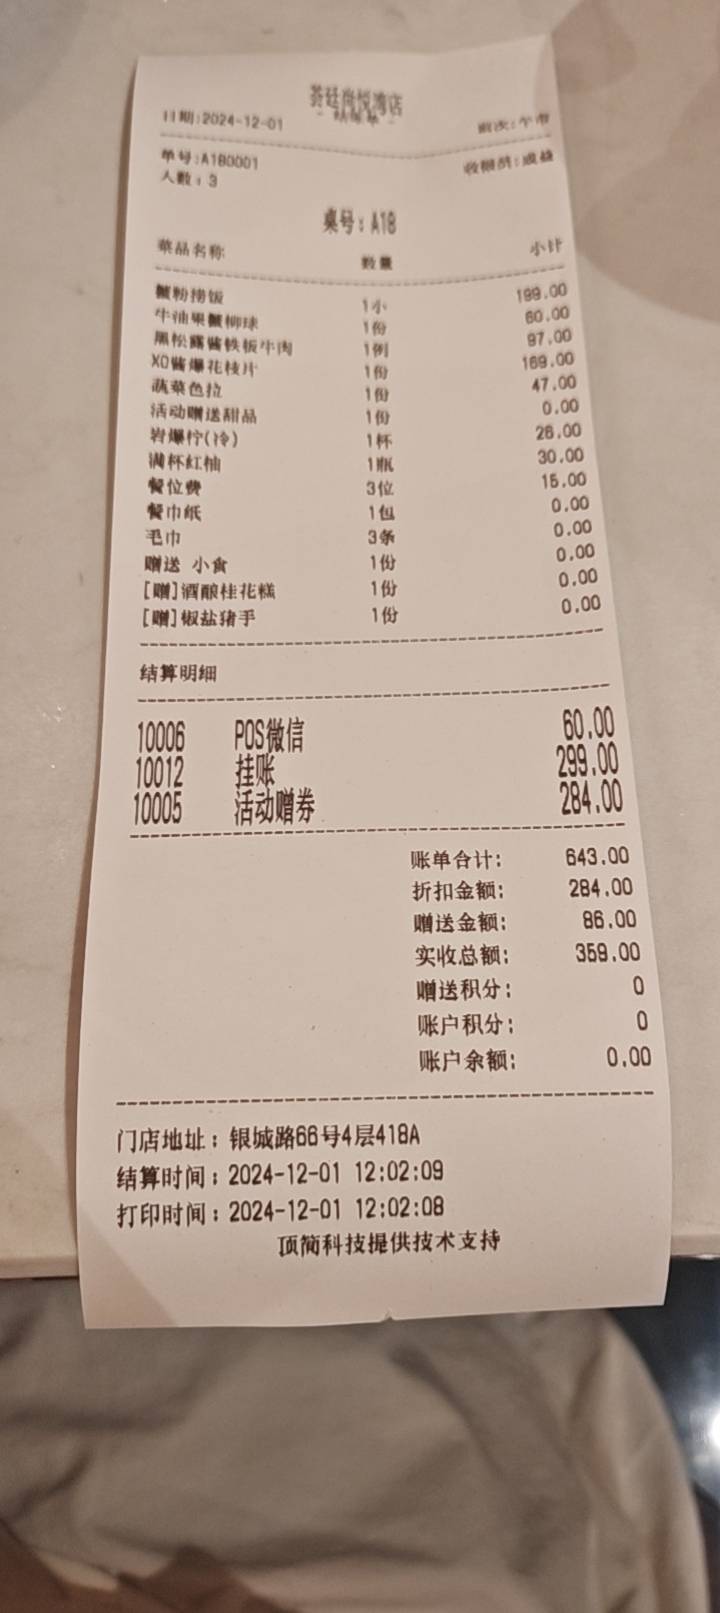 荟廷尚悦湾店
- 结账单 -
日期:2024-12-01 班次:午市
单号:A180001
人数:3
桌号:A18
菜品名称 数量 小计
蟹粉捞饭 1小 199.00
牛油果蟹柳球 1份 60.00
黑松露酱铁板牛肉 1例 97.00
XO酱爆花枝片 1份 169.00
蔬菜色拉 1份 47.00
活动赠送甜品 1份 0.00
岩爆柠(冷) 1杯 26.00
满杯红柚 1瓶 30.00
餐位费 3位 15.00
餐巾纸 1包 0.00
毛巾 3条 0.00
赠送 小食 1份 0.00
[赠]酒酿桂花糕 1份 0.00
[赠]椒盐猪手 1份 0.00
结算明细
10006 POS微信 60.00
10012 挂账 299.00
10005 活动赠券 284.00
账单合计: 643.00
折扣金额: 284.00
赠送金额: 86.00
实收总额: 359.00
赠送积分: 0
账户积分: 0
账户余额: 0.00
门店地址:银城路66号4层418A
结算时间:2024-12-01 12:02:09
打印时间:2024-12-01 12:02:08
顶简科技提供技术支持